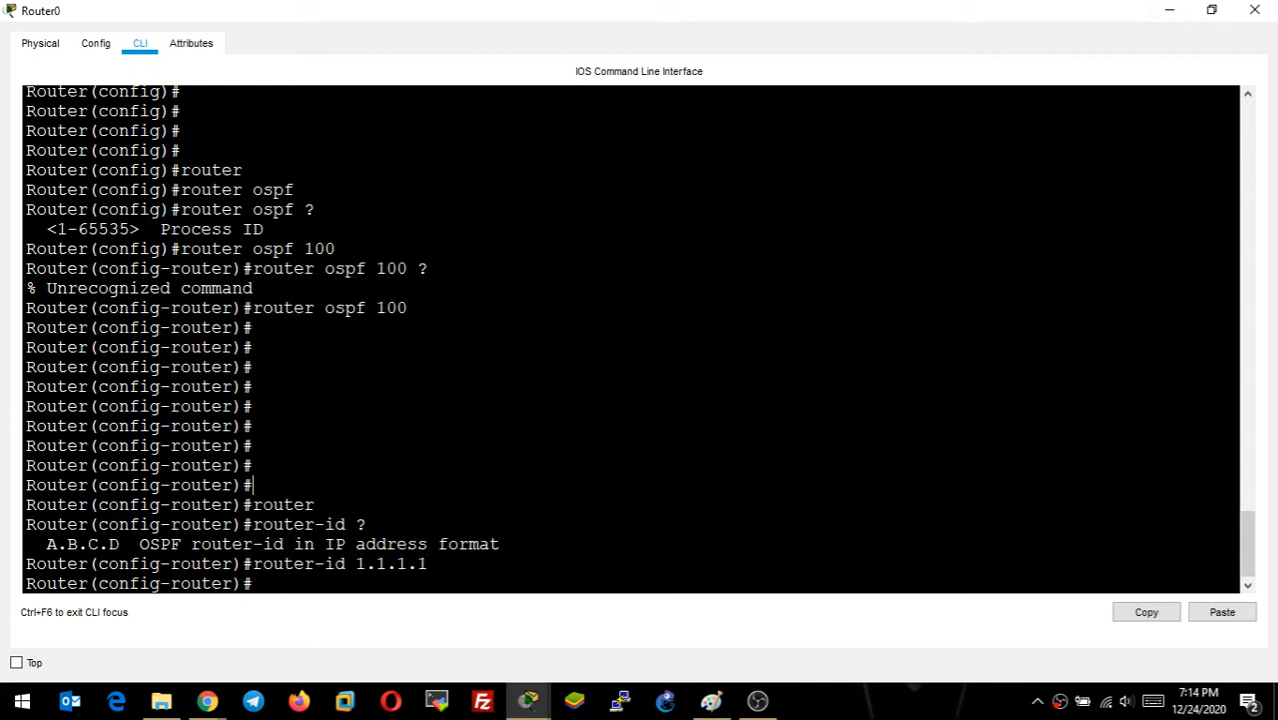 Router0
Physical Config CLI Attributes
IOS Command Line Interface
Router(config)#
Router(config)#
Router(config)#
Router(config)#
Router(config)#router
Router(config)#router ospf
Router(config)#router ospf ?
<1-65535> Process ID
Router(config)#router ospf 100
Router(config-router)#router ospf 100 ?
% Unrecognized command
Router(config-router)#router ospf 100
Router(config-router)#
Router(config-router)#
Router(config-router)#
Router(config-router)#
Router(config-router)#
Router(config-router)#
Router(config-router)#
Router(config-router)#
Router(config-router)#
Router(config-router)#router
Router(config-router)#router-id ?
A.B.C.D OSPF router-id in IP address format
Router(config-router)#router-id 1.1.1.1
Router(config-router)#
Ctrl+F6 to exit CLI focus
Copy Paste
Top
7:14 PM
12/24/2020
2